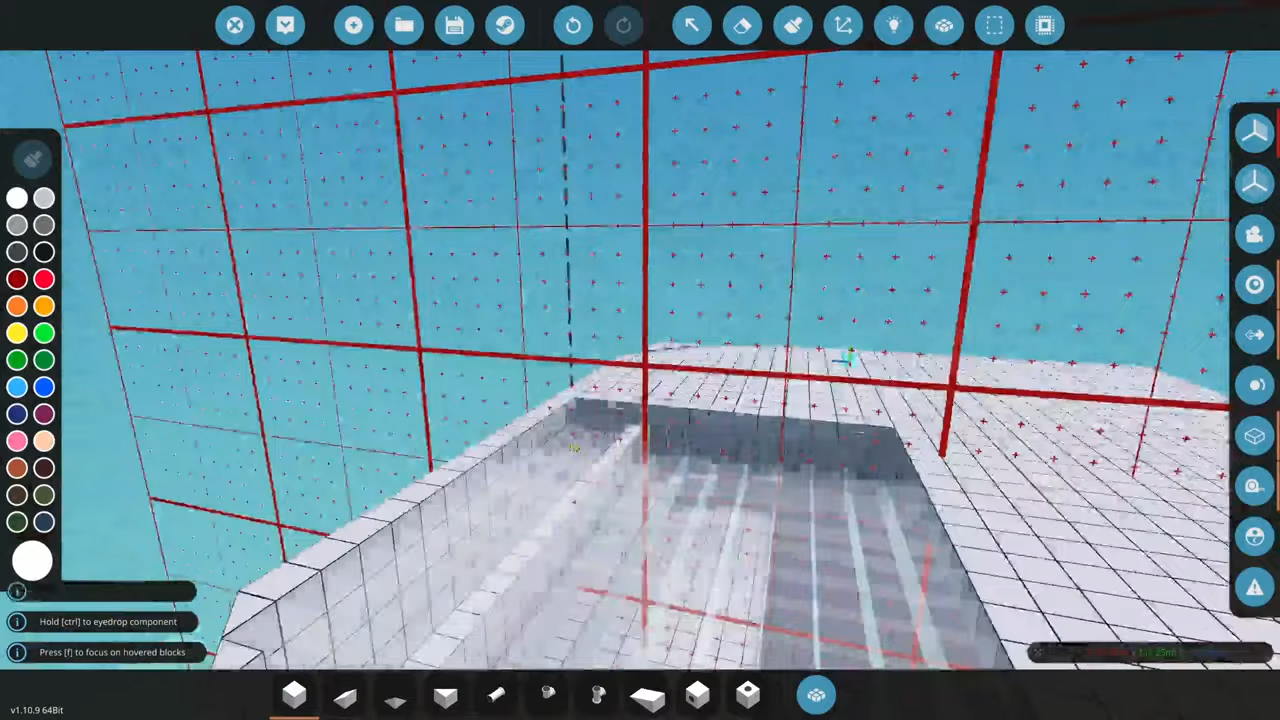 Hold [ctrl] to eyedrop component
Press [f] to focus on hovered blocks
v1.10.9 64Bit